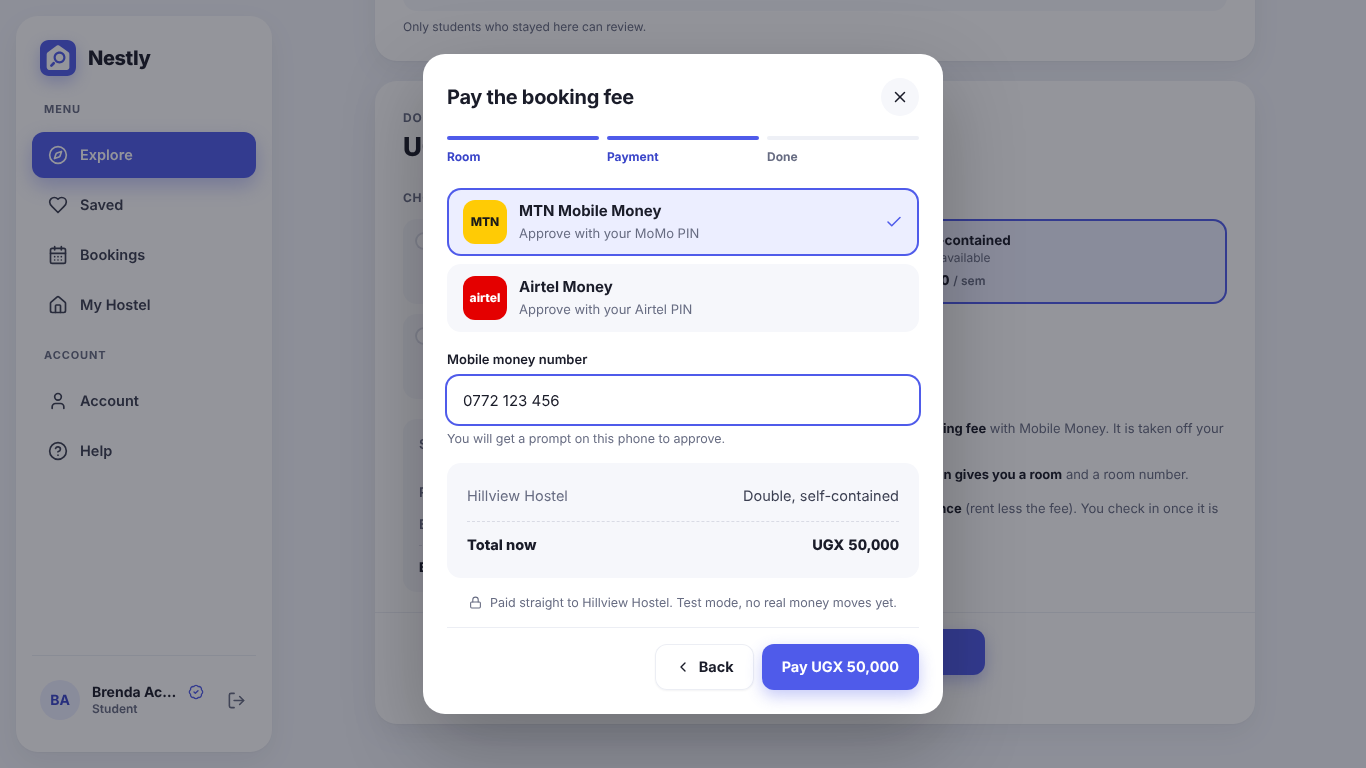 Nestly
MENU
Explore
Saved
Bookings
My Hostel
ACCOUNT
Account
Help
BA
Brenda Ac...
Student
Only students who stayed here can review.
Pay the booking fee
Room
Payment
Done
MTN
MTN Mobile Money
Approve with your MoMo PIN
airtel
Airtel Money
Approve with your Airtel PIN
Mobile money number
0772 123 456
You will get a prompt on this phone to approve.
Hillview Hostel Double, self-contained
Total now UGX 50,000
Paid straight to Hillview Hostel. Test mode, no real money moves yet.
Back
Pay UGX 50,000
-contained
available
/ sem
fee with Mobile Money. It is taken off your
gives you a room and a room number.
(rent less the fee). You check in once it is